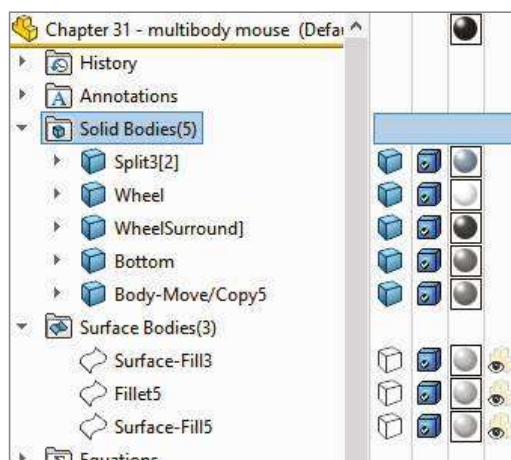 Chapter 31 - multibody mouse (Defau
History
Annotations
Solid Bodies(5)
Split3[2]
Wheel
WheelSurround]
Bottom
Body-Move/Copy5
Surface Bodies(3)
Surface-Fill3
Fillet5
Surface-Fill5
Equations